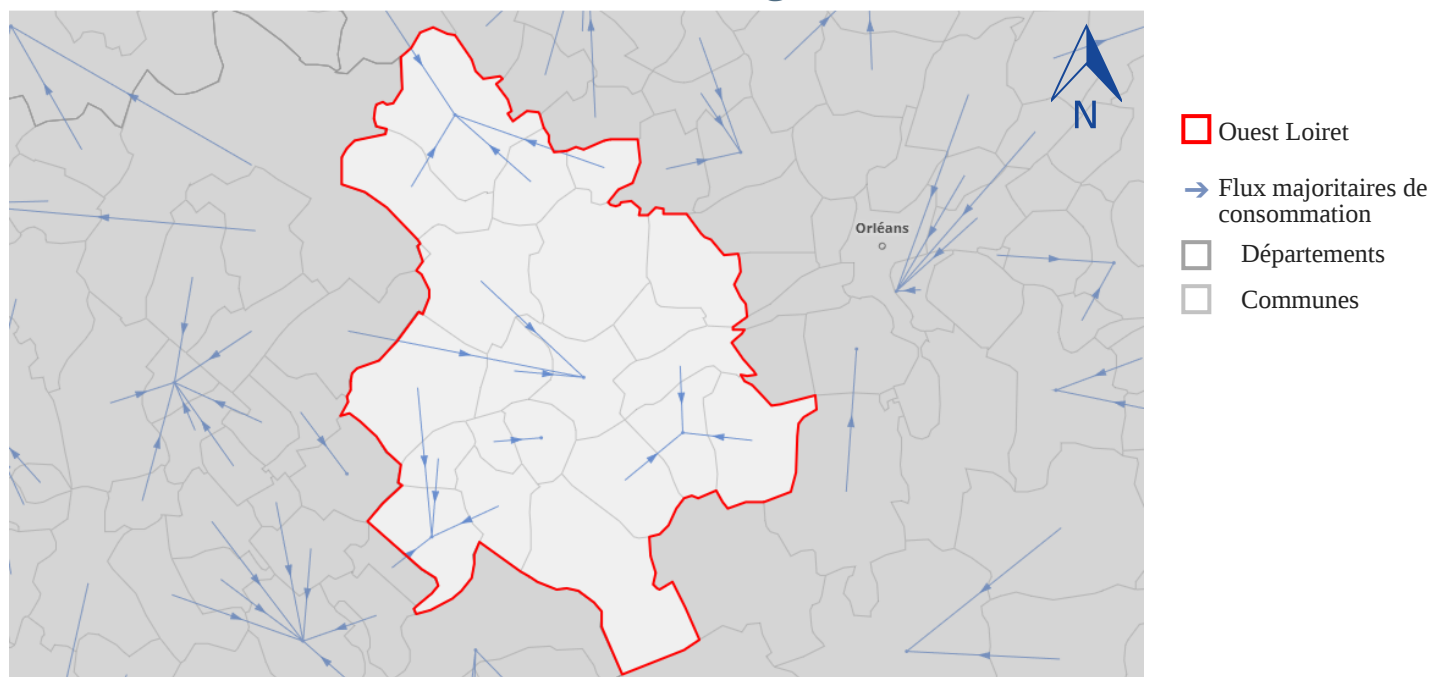 N
Orléans
Ouest Loiret
Flux majoritaires de
consommation
Départements
Communes